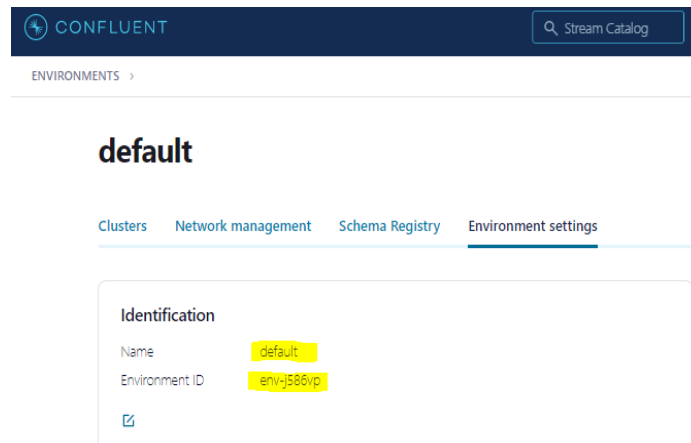 CONFLUENT
Stream Catalog
ENVIRONMENTS >
default
Clusters Network management Schema Registry Environment settings
Identification
Name default
Environment ID env-j586vp